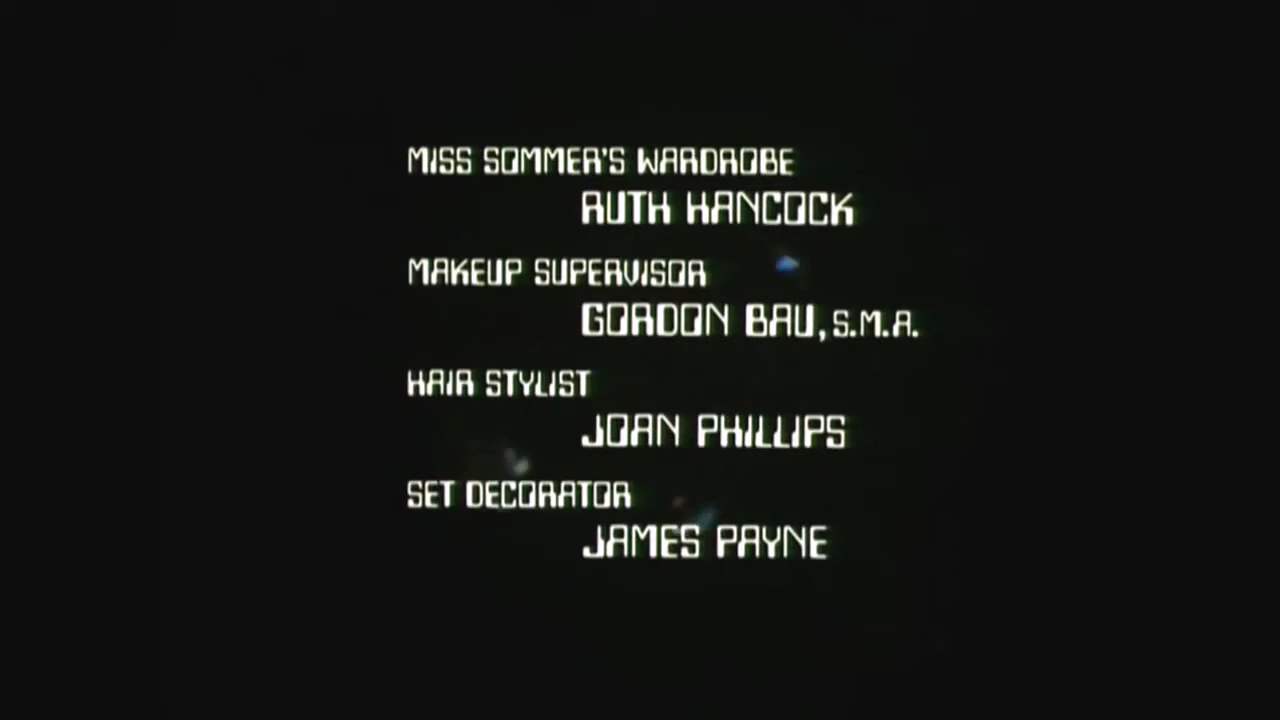 MISS SOMMER'S WARDROBE
RUTH HANCOCK
MAKEUP SUPERVISOR
GORDON BAU, S.M.A.
HAIR STYLIST
JOAN PHILLIPS
SET DECORATOR
JAMES PAYNE